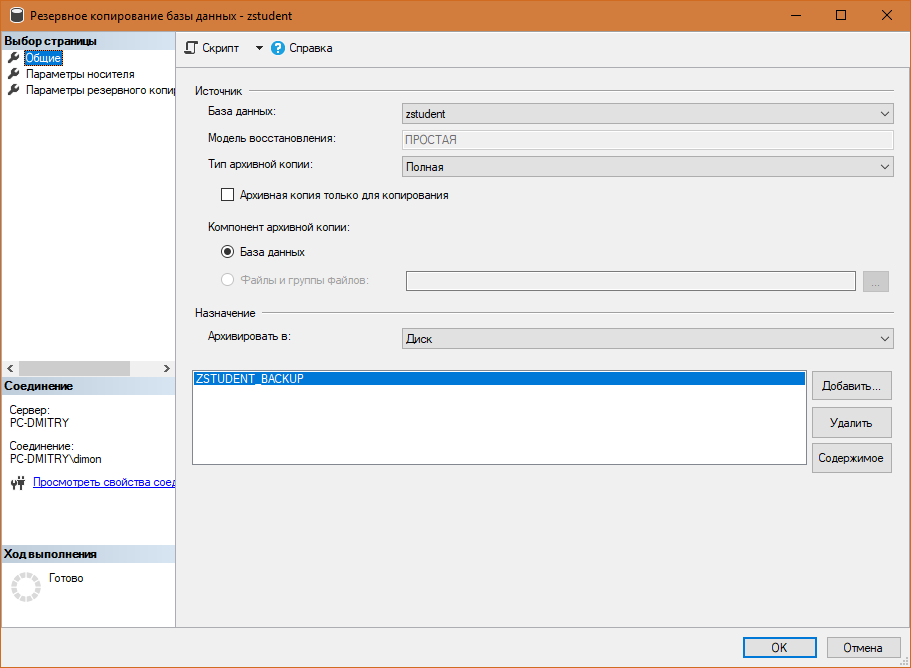 Резервное копирование базы данных - zstudent
Выбор страницы
Общие
Параметры носителя
Параметры резервного копир
Скрипт
Справка
Источник
База данных:
zstudent
Модель восстановления:
ПРОСТАЯ
Тип архивной копии:
Полная
Архивная копия только для копирования
Компонент архивной копии:
База данных
Файлы и группы файлов:
...
Назначение
Архивировать в:
Диск
ZSTUDENT_BACKUP
Добавить...
Удалить
Содержимое
Соединение
Сервер:
PC-DMITRY
Соединение:
PC-DMITRY\dimon
Просмотреть свойства соед
Ход выполнения
Готово
OK
Отмена